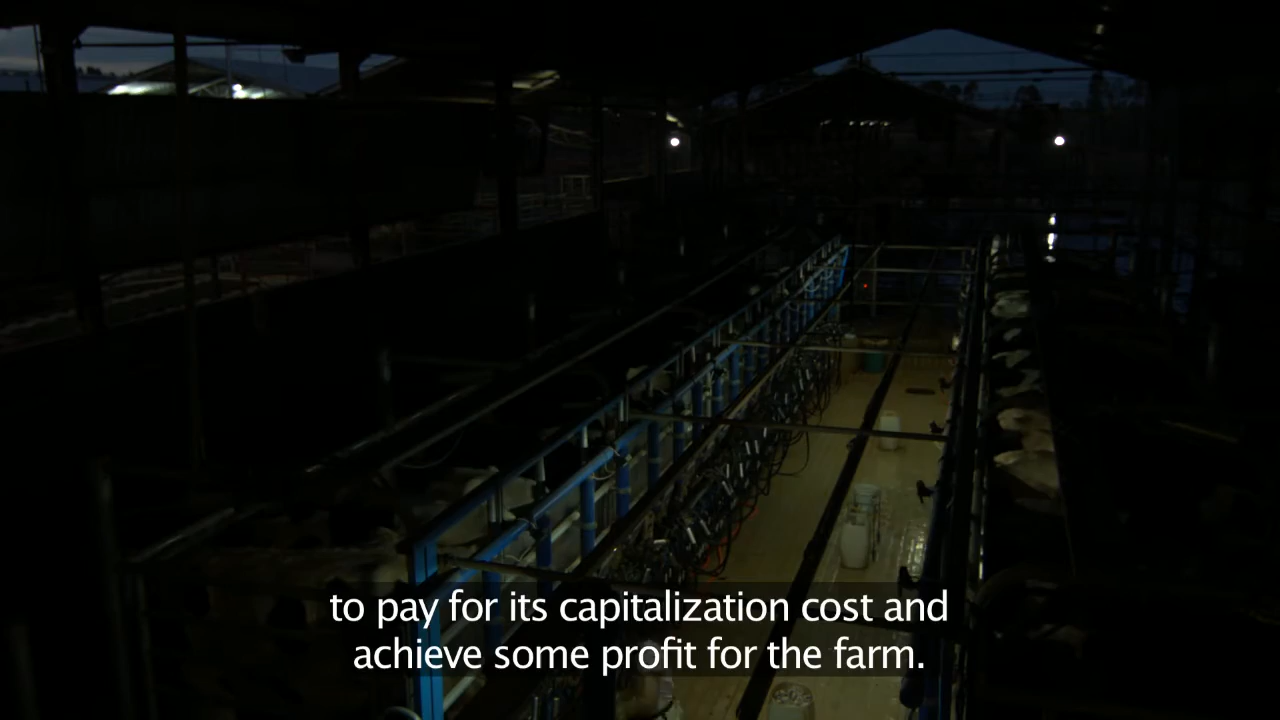 to pay for its capitalization cost and
achieve some profit for the farm.